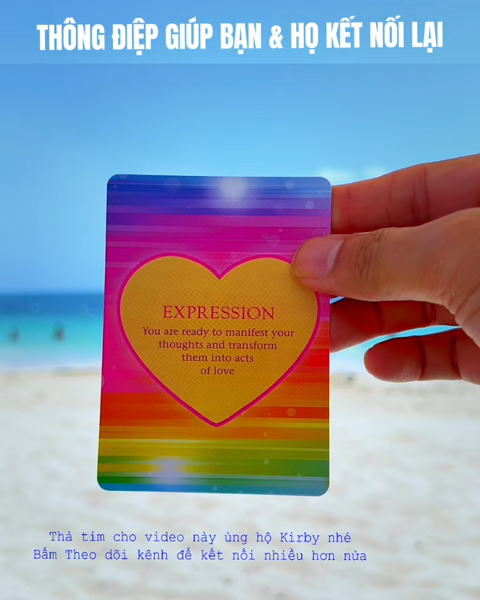 THÔNG ĐIỆP GIÚP BẠN & HỌ KẾT NỐI LẠI
EXPRESSION
You are ready to manifest your
thoughts and transform
them into acts
of love
Thả tim cho video này ủng hộ Kirby nhé
Bấm Theo dõi kênh để kết nối nhiều hơn nửa